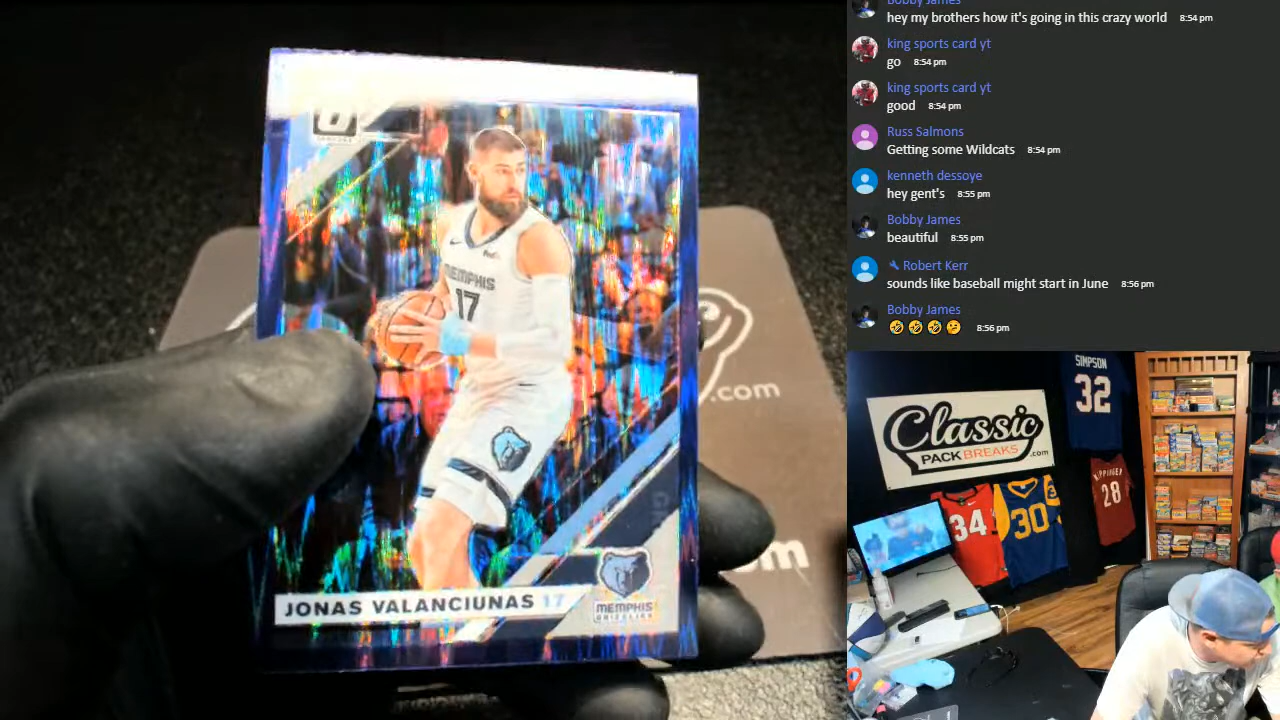 MEMPHIS
17
JONAS VALANCIUNAS 17
MEMPHIS
GRIZZLIES
.com
Bobby James
hey my brothers how it's going in this crazy world 8:54 pm
king sports card yt
go 8:54 pm
king sports card yt
good 8:54 pm
Russ Salmons
Getting some Wildcats 8:54 pm
kenneth dessoye
hey gent's 8:55 pm
Bobby James
beautiful 8:55 pm
Robert Kerr
sounds like baseball might start in June 8:56 pm
Bobby James
🤣🤣🤣🤔 8:56 pm
SIMPSON
32
Classic
PACK BREAKS.com
34
30
28